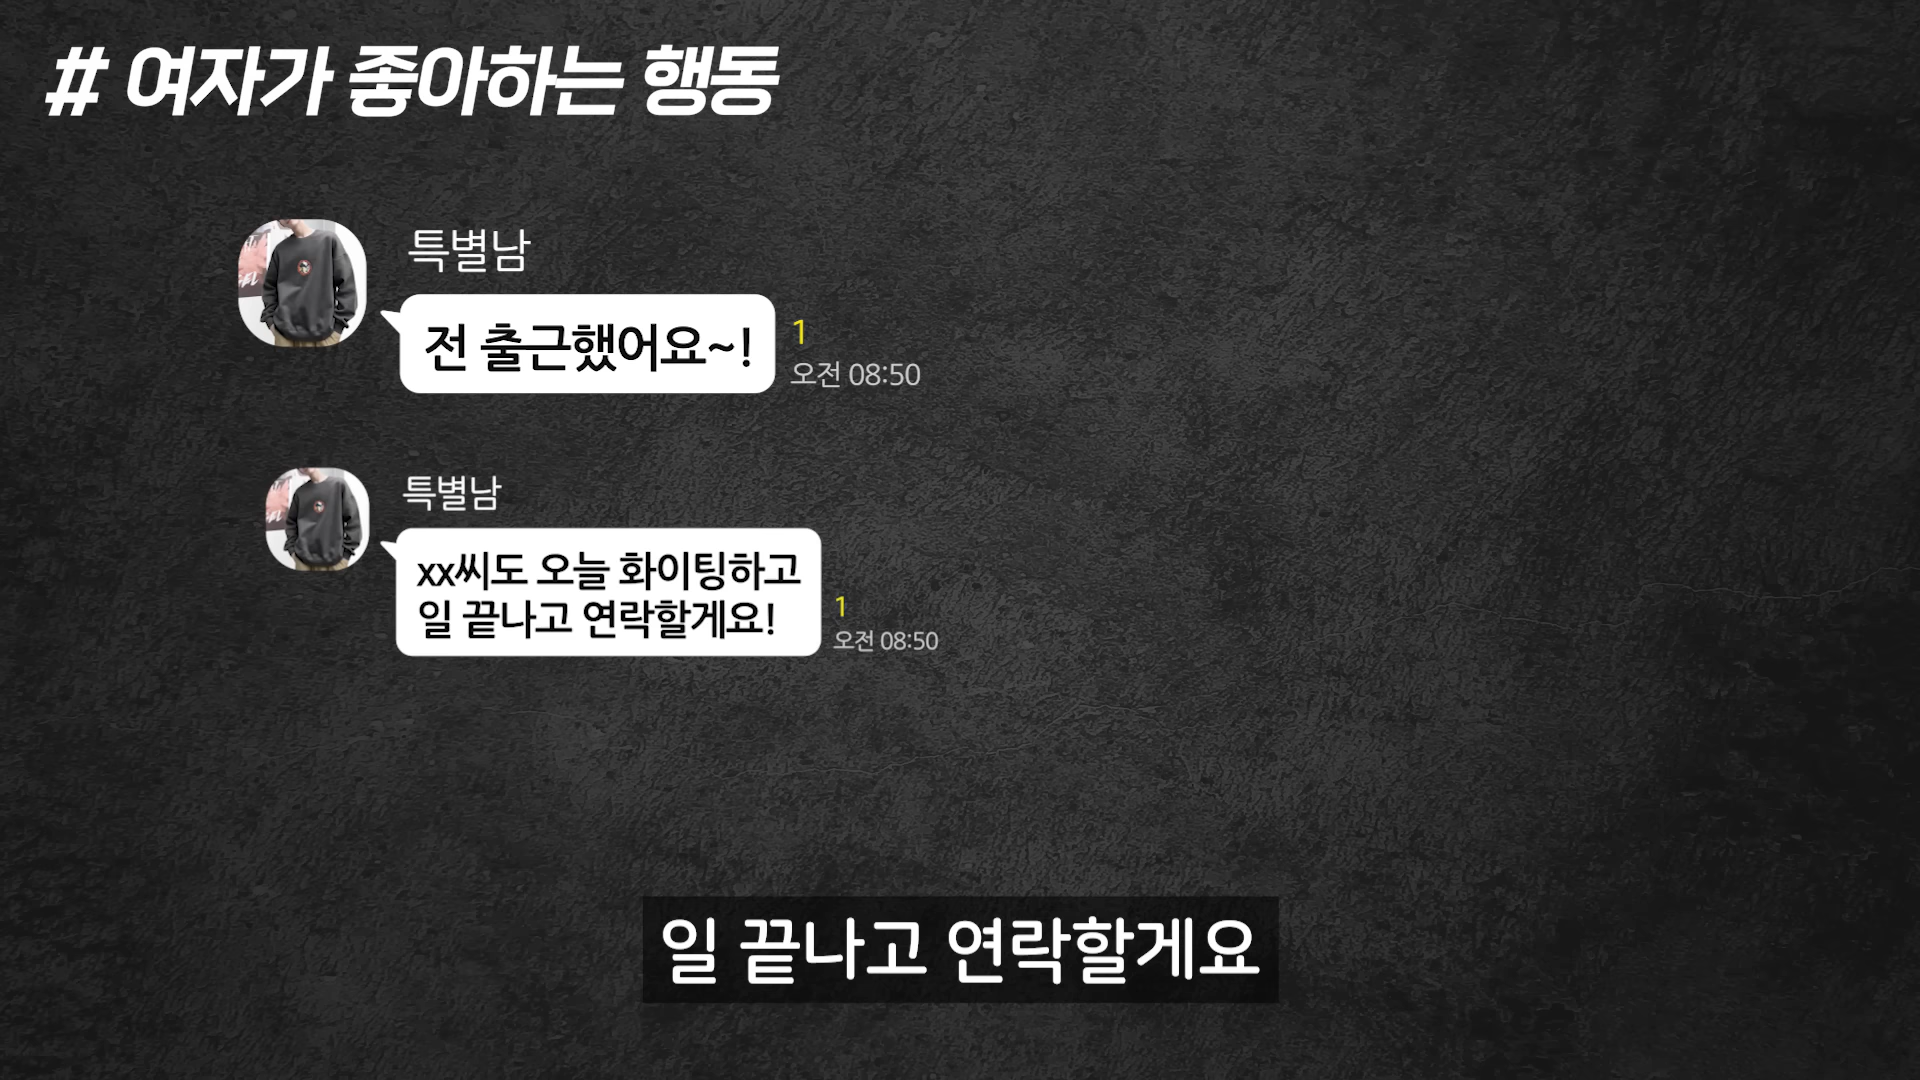 # 여자가 좋아하는 행동
특별남
전 출근했어요~!
1
오전 08:50
특별남
xx씨도 오늘 화이팅하고
일 끝나고 연락할게요!
1
오전 08:50
일 끝나고 연락할게요